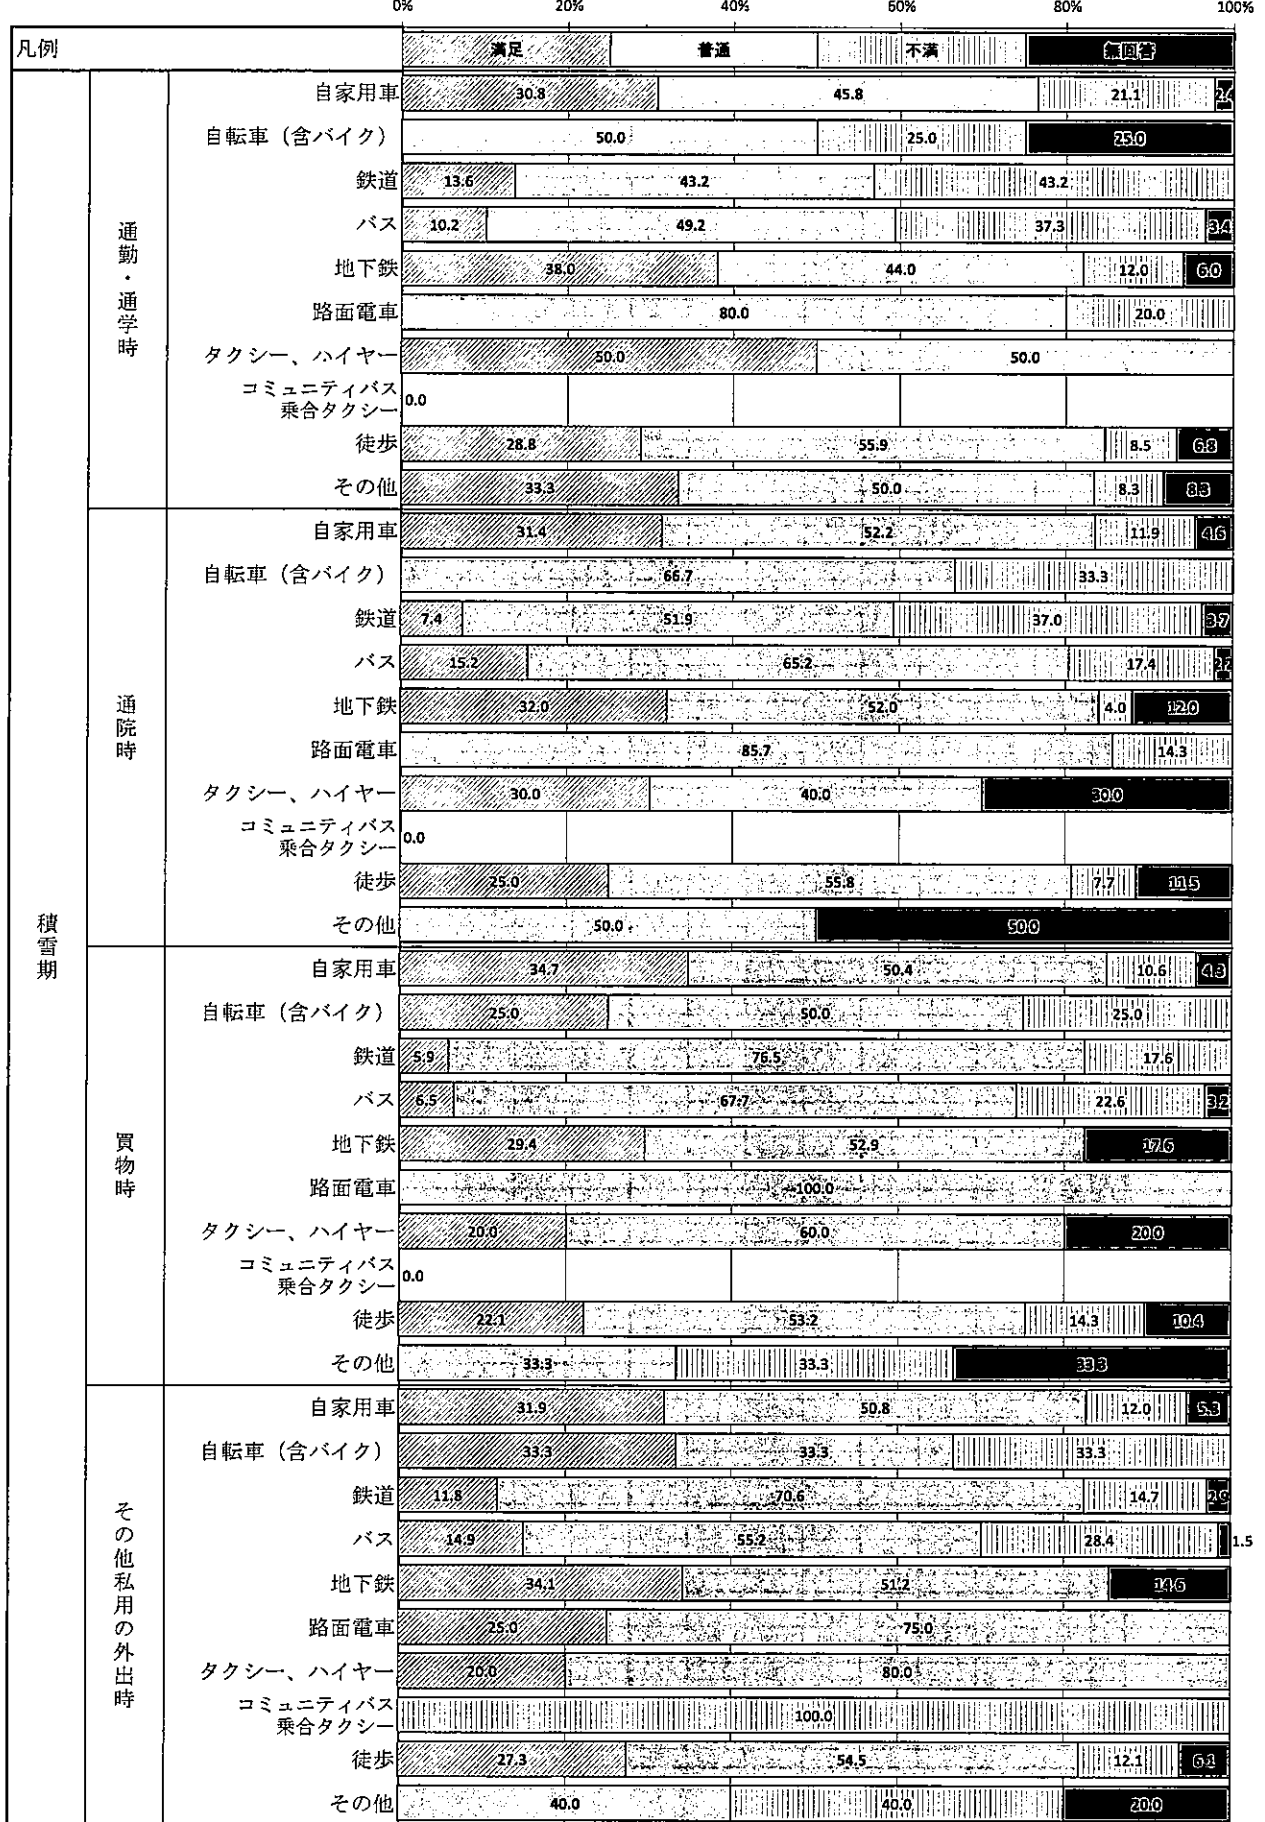 0% 20% 40% 60% 80% 100%
凡例 満足 普通 不満 無回答
積雪期
通勤・通学時
自家用車 30.8 45.8 21.1
自転車（含バイク） 50.0 25.0 25.0
鉄道 13.6 43.2 43.2
バス 10.2 49.2 37.3 3.4
地下鉄 38.0 44.0 12.0 6.0
路面電車 80.0 20.0
タクシー、ハイヤー 50.0 50.0
コミュニティバス
乗合タクシー 0.0
徒歩 28.8 55.9 8.5 6.8
その他 33.3 50.0 8.3 8.3
通院時
自家用車 31.4 52.2 11.9 4.6
自転車（含バイク） 66.7 33.3
鉄道 7.4 51.9 37.0 3.7
バス 15.2 65.2 17.4 2.2
地下鉄 32.0 52.0 4.0 12.0
路面電車 85.7 14.3
タクシー、ハイヤー 30.0 40.0 30.0
コミュニティバス
乗合タクシー 0.0
徒歩 25.0 55.8 7.7 11.5
その他 50.0 50.0
買物時
自家用車 34.7 50.4 10.6 4.3
自転車（含バイク） 25.0 50.0 25.0
鉄道 5.9 76.5 17.6
バス 6.5 67.7 22.6 3.2
地下鉄 29.4 52.9 17.6
路面電車 100.0
タクシー、ハイヤー 20.0 60.0 20.0
コミュニティバス
乗合タクシー 0.0
徒歩 22.1 53.2 14.3 10.4
その他 33.3 33.3 33.3
その他私用の外出時
自家用車 31.9 50.8 12.0 5.3
自転車（含バイク） 33.3 33.3 33.3
鉄道 11.8 70.6 14.7 2.9
バス 14.9 55.2 28.4 1.5
地下鉄 34.1 51.2 14.6
路面電車 25.0 75.0
タクシー、ハイヤー 20.0 80.0
コミュニティバス
乗合タクシー 100.0
徒歩 27.3 54.5 12.1 6.1
その他 40.0 40.0 20.0